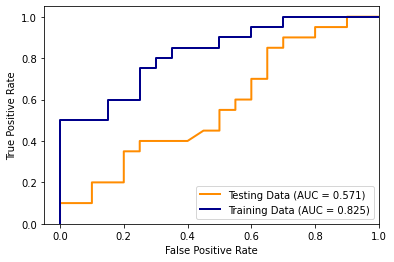 1.0
0.8
0.6
0.4
0.2
0.0
True Positive Rate
0.0 0.2 0.4 0.6 0.8 1.0
False Positive Rate
Testing Data (AUC = 0.571)
Training Data (AUC = 0.825)